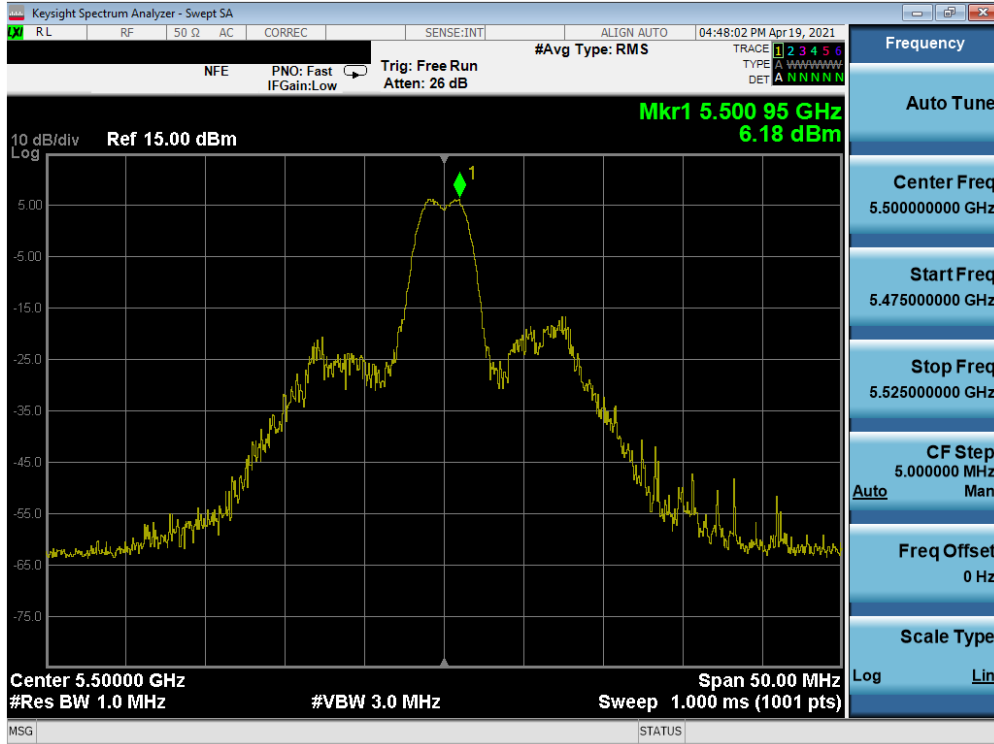 Keysight Spectrum Analyzer - Swept SA
LXI RL RF 50 Ω AC CORREC SENSE:INT ALIGN AUTO 04:48:02 PM Apr 19, 2021
NFE PNO: Fast IFGain:Low Trig: Free Run Atten: 26 dB #Avg Type: RMS
TRACE 1 2 3 4 5 6
TYPE A WWWWW
DET A N N N N N
Mkr1 5.500 95 GHz
6.18 dBm
10 dB/div Ref 15.00 dBm
Log
1
5.00
-5.00
-15.0
-25.0
-35.0
-45.0
-55.0
-65.0
-75.0
Center 5.50000 GHz Span 50.00 MHz
#Res BW 1.0 MHz #VBW 3.0 MHz Sweep 1.000 ms (1001 pts)
MSG STATUS
Frequency
Auto Tune
Center Freq
5.500000000 GHz
Start Freq
5.475000000 GHz
Stop Freq
5.525000000 GHz
CF Step
5.000000 MHz
Auto Man
Freq Offset
0 Hz
Scale Type
Log Lin